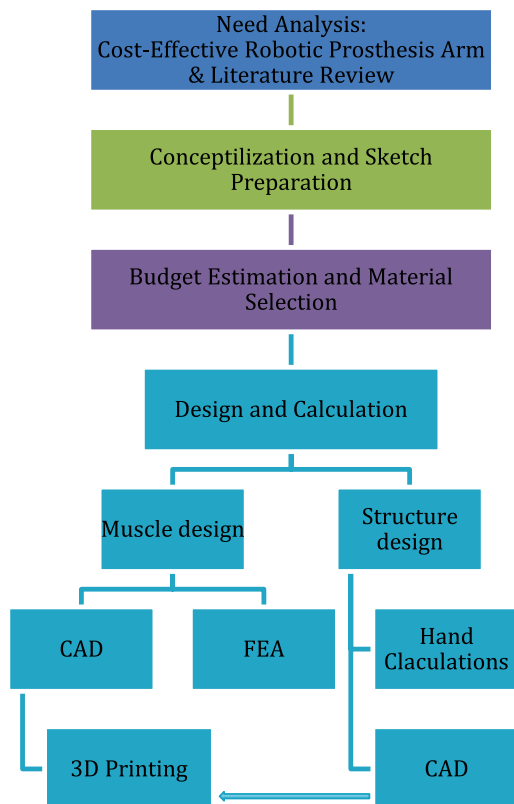 Need Analysis:
Cost-Effective Robotic Prosthesis Arm
& Literature Review
Conceptilization and Sketch
Preparation
Budget Estimation and Material
Selection
Design and Calculation
Muscle design
Structure
design
CAD
FEA
Hand
Claculations
3D Printing
CAD